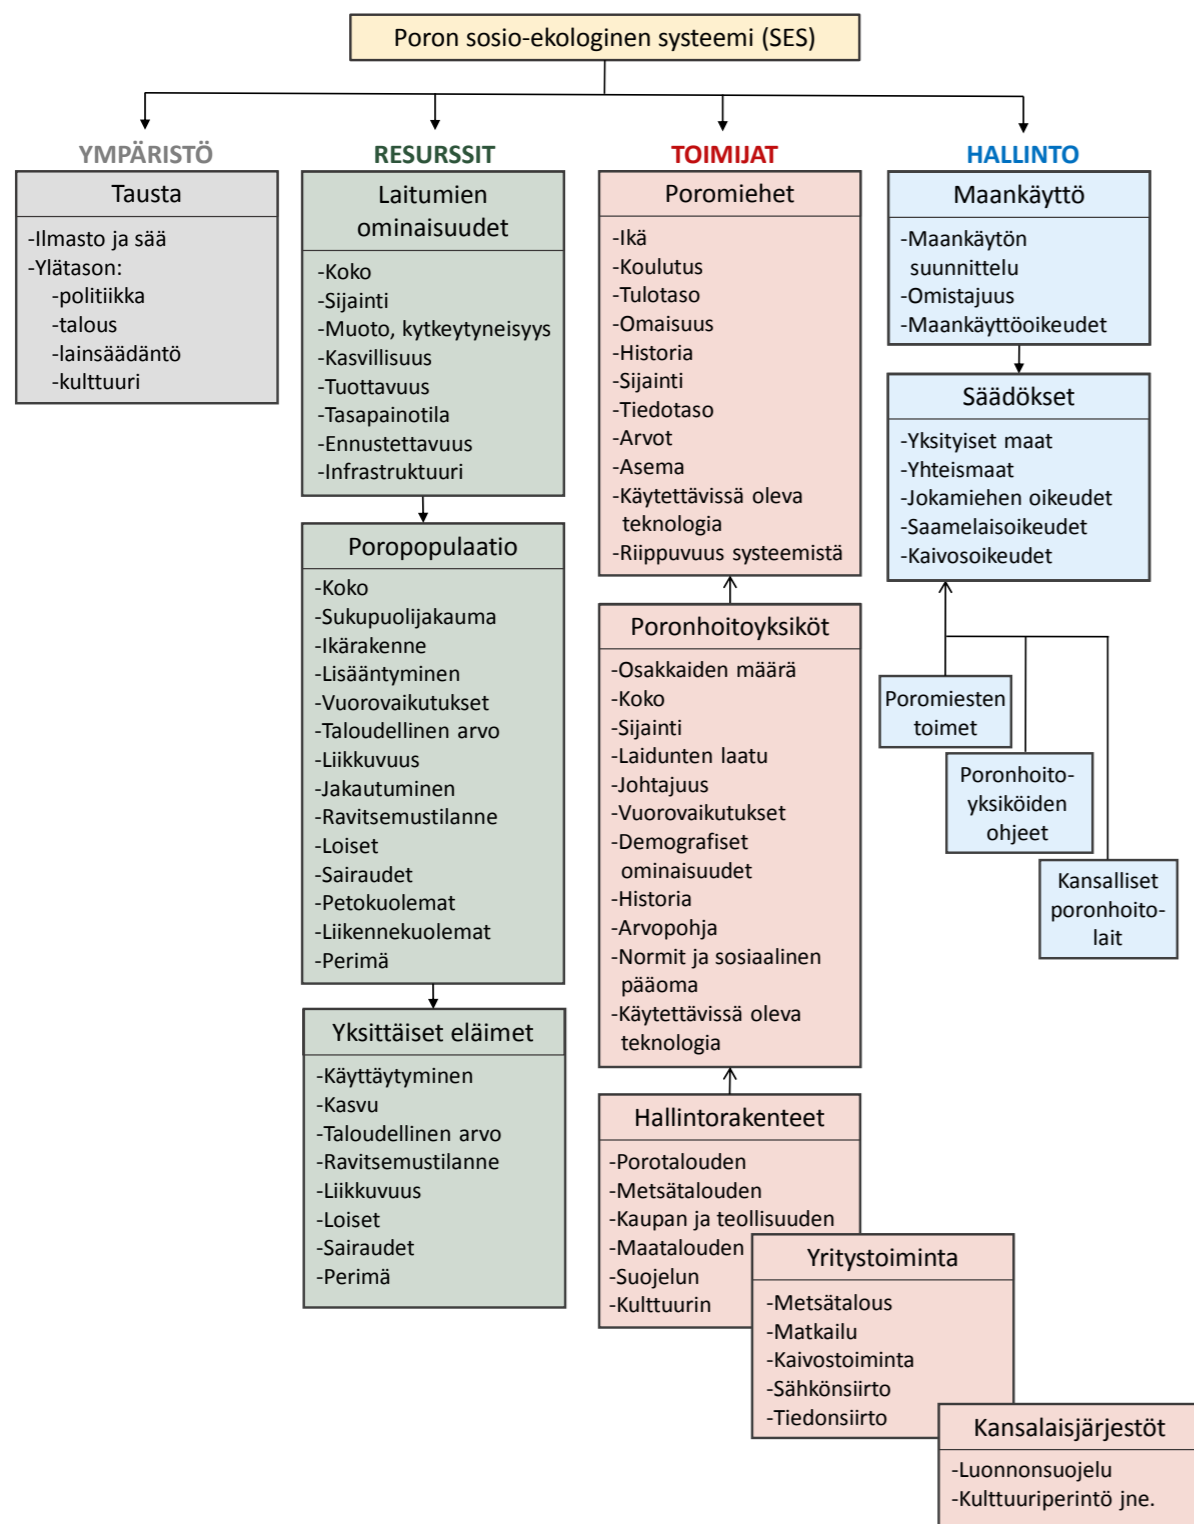 Poron sosio-ekologinen systeemi (SES)
YMPÄRISTÖ
Tausta
-Ilmasto ja sää
-Ylätason:
-politiikka
-talous
-lainsäädäntö
-kulttuuri
RESURSSIT
Laitumien
ominaisuudet
-Koko
-Sijainti
-Muoto, kytkeytyneisyys
-Kasvillisuus
-Tuottavuus
-Tasapainotila
-Ennustettavuus
-Infrastruktuuri
Poropopulaatio
-Koko
-Sukupuolijakauma
-Ikärakenne
-Lisääntyminen
-Vuorovaikutukset
-Taloudellinen arvo
-Liikkuvuus
-Jakautuminen
-Ravitsemustilanne
-Loiset
-Sairaudet
-Petokuolemat
-Liikennekuolemat
-Perimä
Yksittäiset eläimet
-Käyttäytyminen
-Kasvu
-Taloudellinen arvo
-Ravitsemustilanne
-Liikkuvuus
-Loiset
-Sairaudet
-Perimä
TOIMIJAT
Poromiehet
-Ikä
-Koulutus
-Tulotaso
-Omaisuus
-Historia
-Sijainti
-Tiedotaso
-Arvot
-Asema
-Käytettävissä oleva
teknologia
-Riippuvuus systeemistä
Poronhoitoyksiköt
-Osakkaiden määrä
-Koko
-Sijainti
-Laidunten laatu
-Johtajuus
-Vuorovaikutukset
-Demografiset
ominaisuudet
-Historia
-Arvopohja
-Normit ja sosiaalinen
pääoma
-Käytettävissä oleva
teknologia
Hallintorakenteet
-Porotalouden
-Metsätalouden
-Kaupan ja teollisuuden
-Maatalouden
-Suojelun
-Kulttuurin
Yritystoiminta
-Metsätalous
-Matkailu
-Kaivostoiminta
-Sähkönsiirto
-Tiedonsiirto
Kansalaisjärjestöt
-Luonnonsuojelu
-Kulttuuriperintö jne.
HALLINTO
Maankäyttö
-Maankäytön
suunnittelu
-Omistajuus
-Maankäyttöoikeudet
Säädökset
-Yksityiset maat
-Yhteismaat
-Jokamiehen oikeudet
-Saamelaisoikeudet
-Kaivosoikeudet
Poromiesten
toimet
Poronhoito-
yksiköiden
ohjeet
Kansalliset
poronhoito-
lait